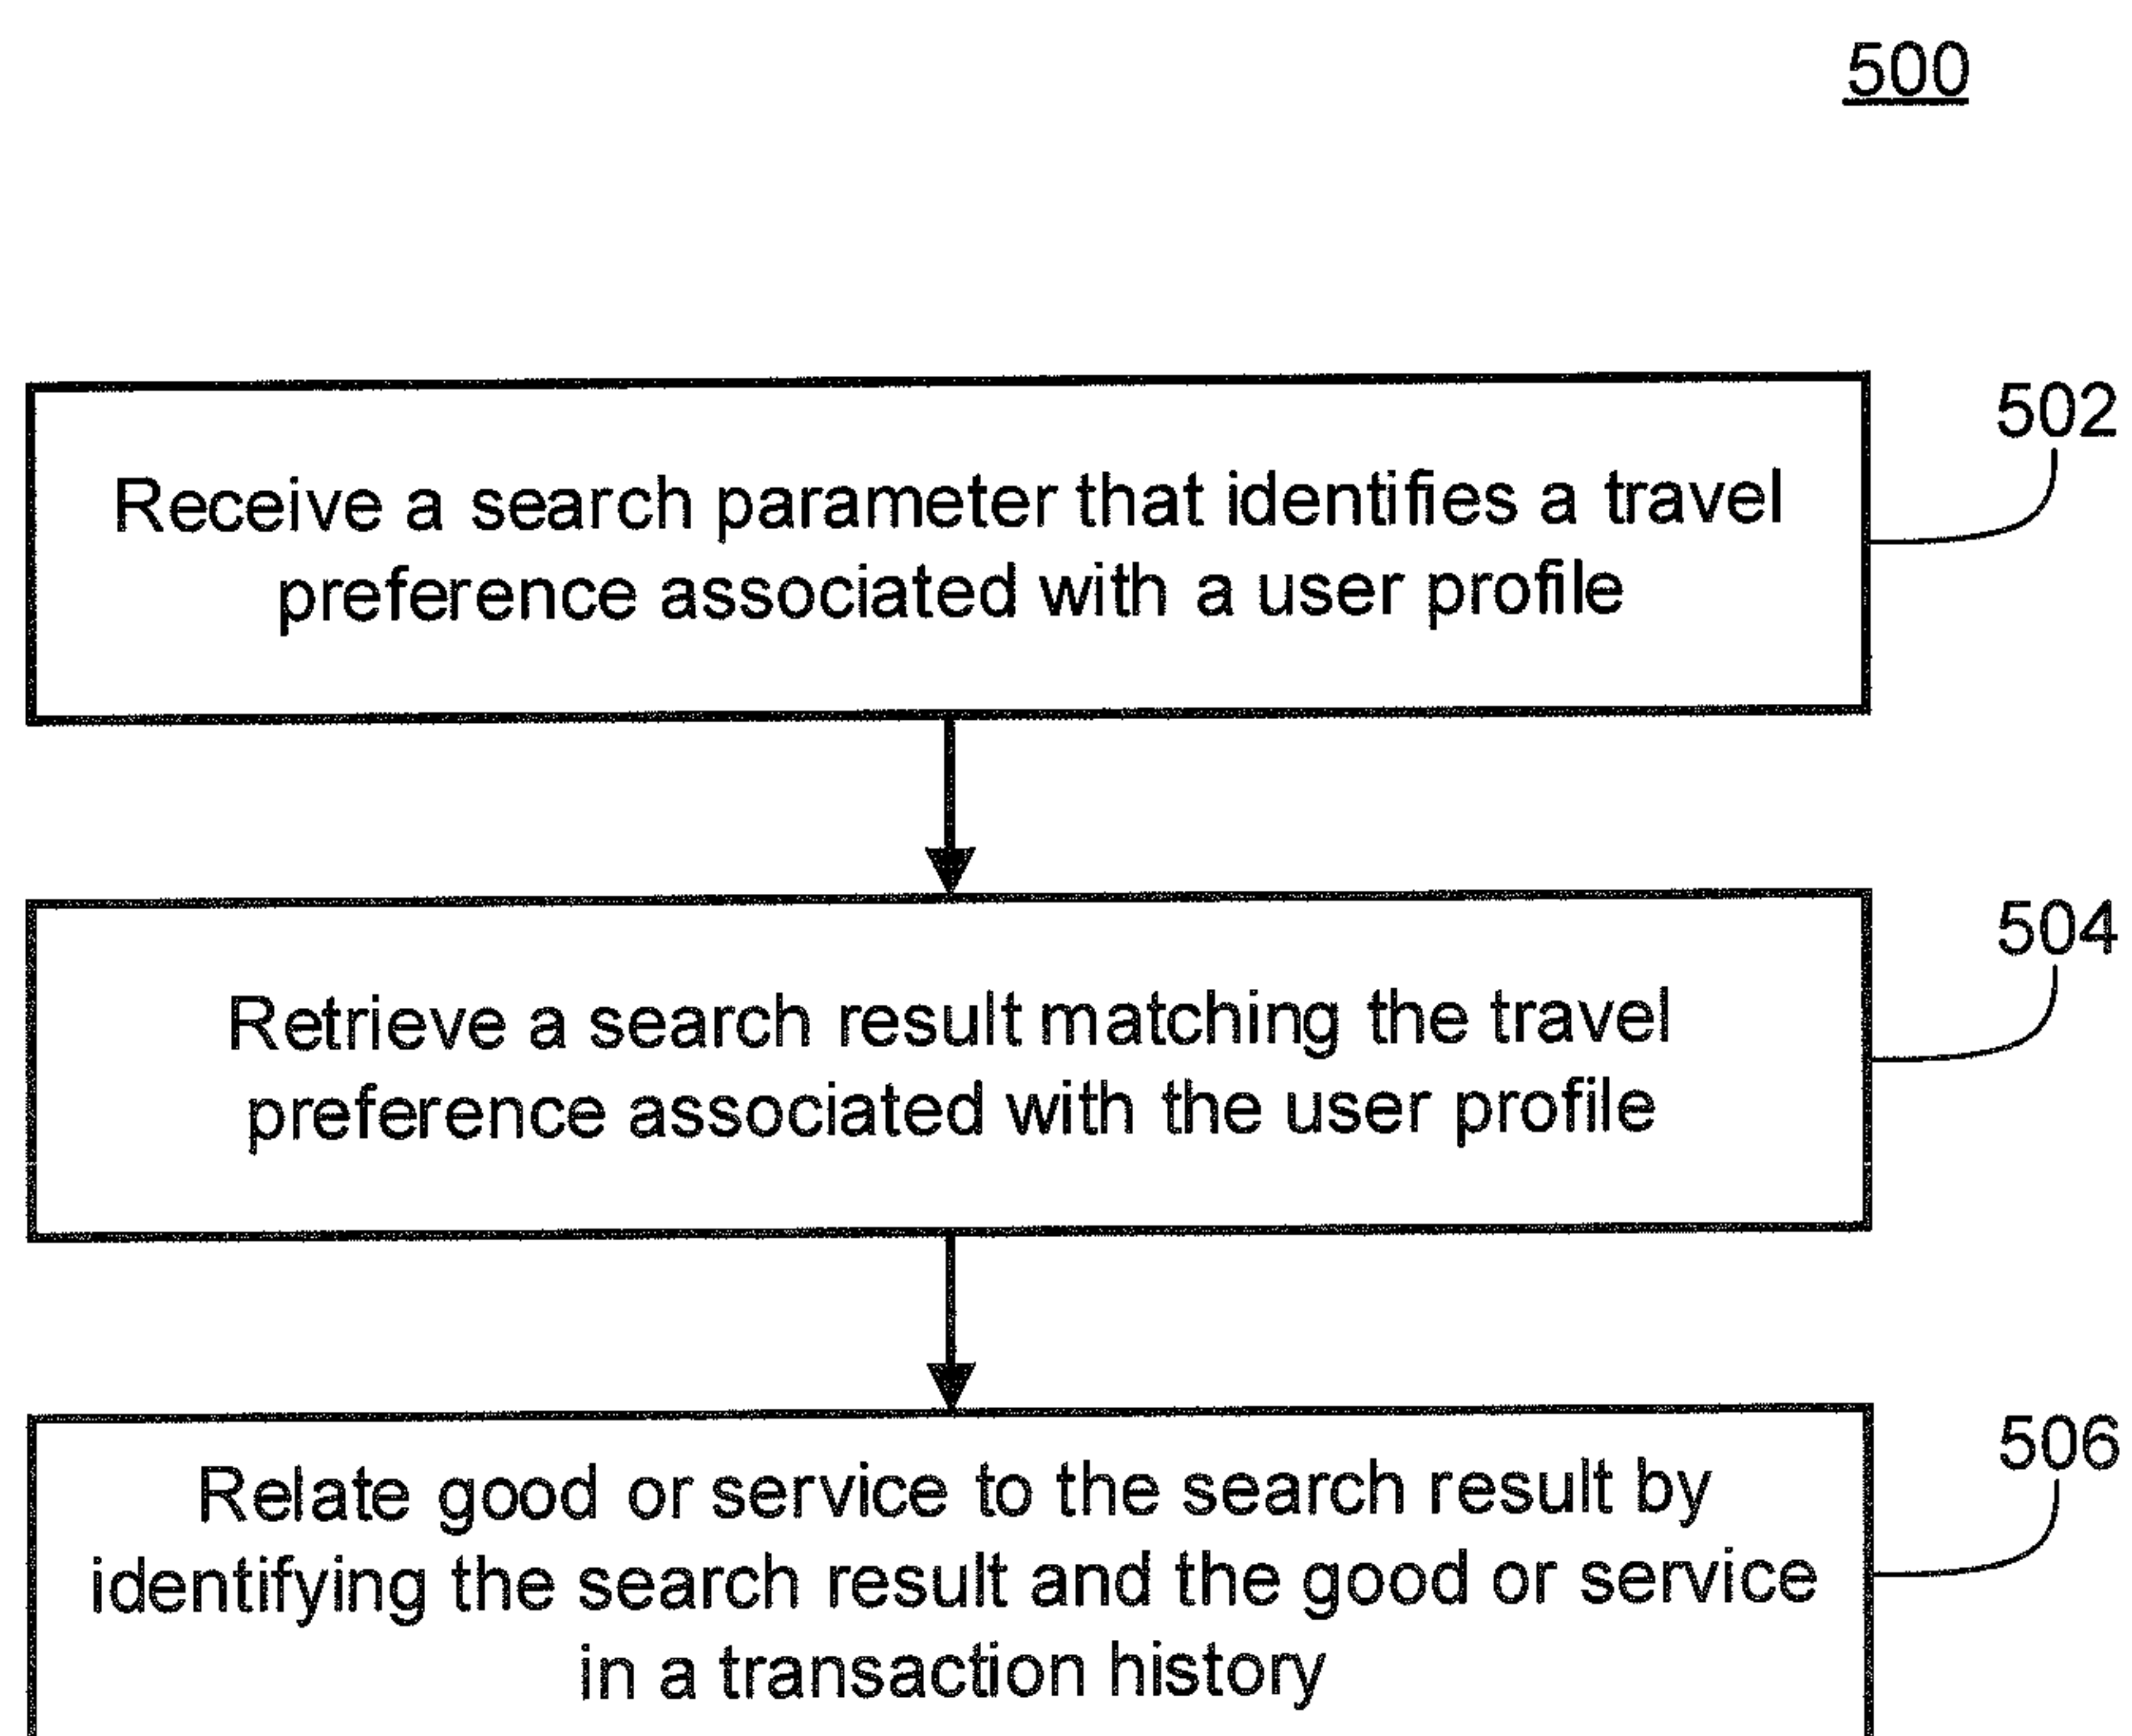 500
502
Receive a search parameter that identifies a travel
preference associated with a user profile
504
Retrieve a search result matching the travel
preference associated with the user profile
506
Relate good or service to the search result by
identifying the search result and the good or service
in a transaction history